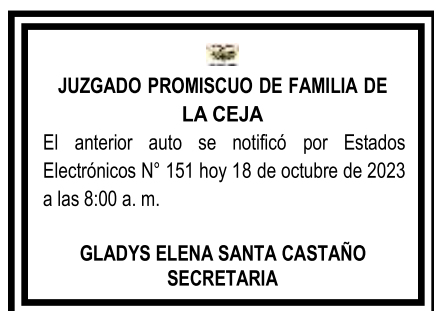 JUZGADO PROMISCUO DE FAMILIA DE
LA CEJA
El anterior auto se notificó por Estados
Electrónicos N° 151 hoy 18 de octubre de 2023
a las 8:00 a. m.
GLADYS ELENA SANTA CASTAÑO
SECRETARIA